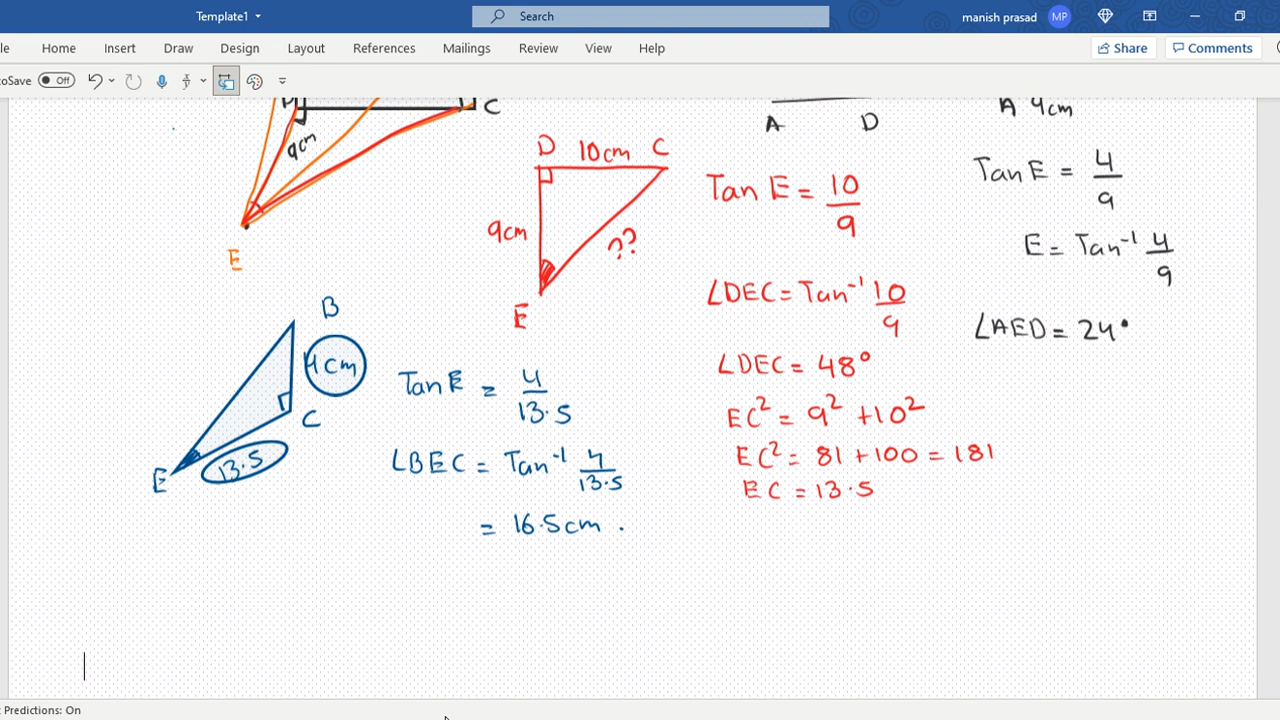 Template1
Search
manish prasad
MP
le Home Insert Draw Design Layout References Mailings Review View Help
Share
Comments
oSave Off
C
9cm
E
D 10cm C
9cm
??
E
Tan E = 10/9
∠DEC = Tan⁻¹ 10/9
∠DEC = 48°
EC² = 9² + 10²
EC² = 81 + 100 = 181
EC = 13.5
A D
A 4cm
Tan E = 4/9
E = Tan⁻¹ 4/9
∠AED = 24°
B
4cm
C
13.5
E
Tan E = 4/13.5
∠BEC = Tan⁻¹ 4/13.5
= 16.5cm .
Predictions: On